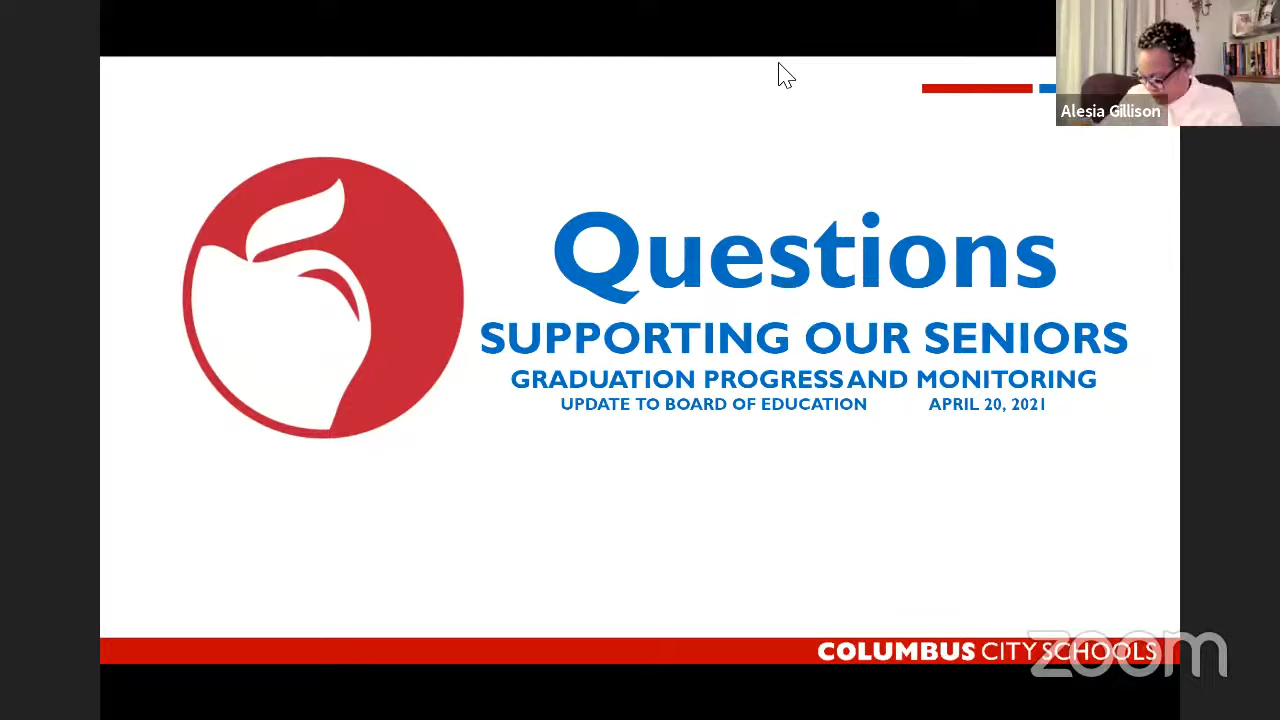 Alesia Gillison
Questions
SUPPORTING OUR SENIORS
GRADUATION PROGRESS AND MONITORING
UPDATE TO BOARD OF EDUCATION APRIL 20, 2021
COLUMBUS CITY SCHOOLS
zoom